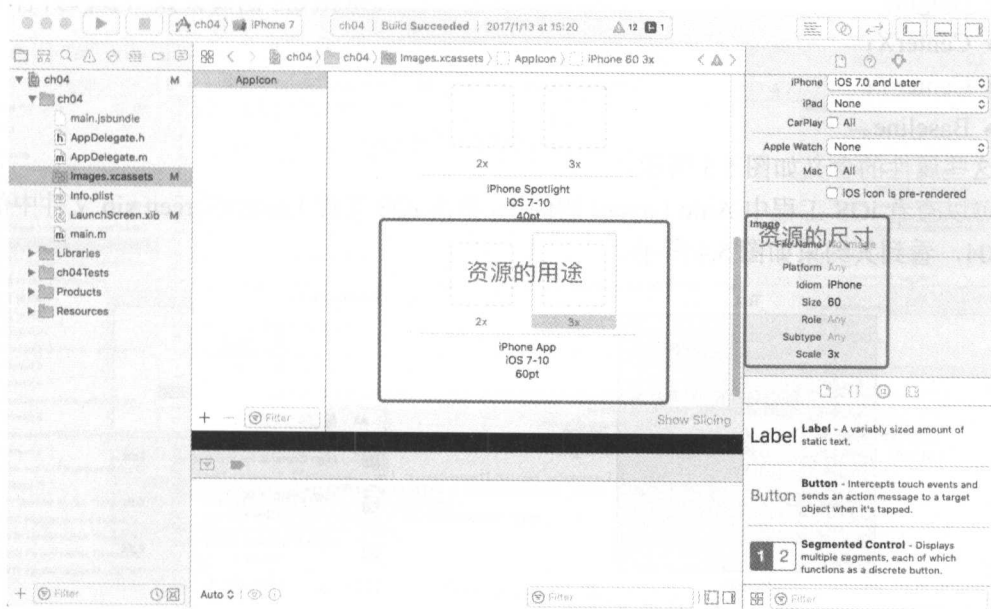 ch04 〉 iPhone 7
ch04 | Build Succeeded | 2017/1/13 at 15:20
12
1
ch04 〉 ch04 〉 Images.xcassets 〉 AppIcon 〉 iPhone 60 3x
ch04 M
ch04
main.jsbundle
h AppDelegate.h
m AppDelegate.m
Images.xcassets M
Info.plist
LaunchScreen.xib M
m main.m
Libraries
ch04Tests
Products
Resources
Filter
AppIcon
2x 3x
iPhone Spotlight
iOS 7-10
40pt
资源的用途
2x 3x
iPhone App
iOS 7-10
60pt
+ − Filter
Show Slicing
Auto
Filter
iPhone iOS 7.0 and Later
iPad None
CarPlay All
Apple Watch None
Mac All
iOS icon is pre-rendered
Image
资源的尺寸
File Name
Platform Any
Idiom iPhone
Size 60
Role Any
Subtype Any
Scale 3x
{ }
Label Label - A variably sized amount of
static text.
Button Button - Intercepts touch events and
sends an action message to a target
object when it's tapped.
1 2 Segmented Control - Displays
multiple segments, each of which
functions as a discrete button.
Filter